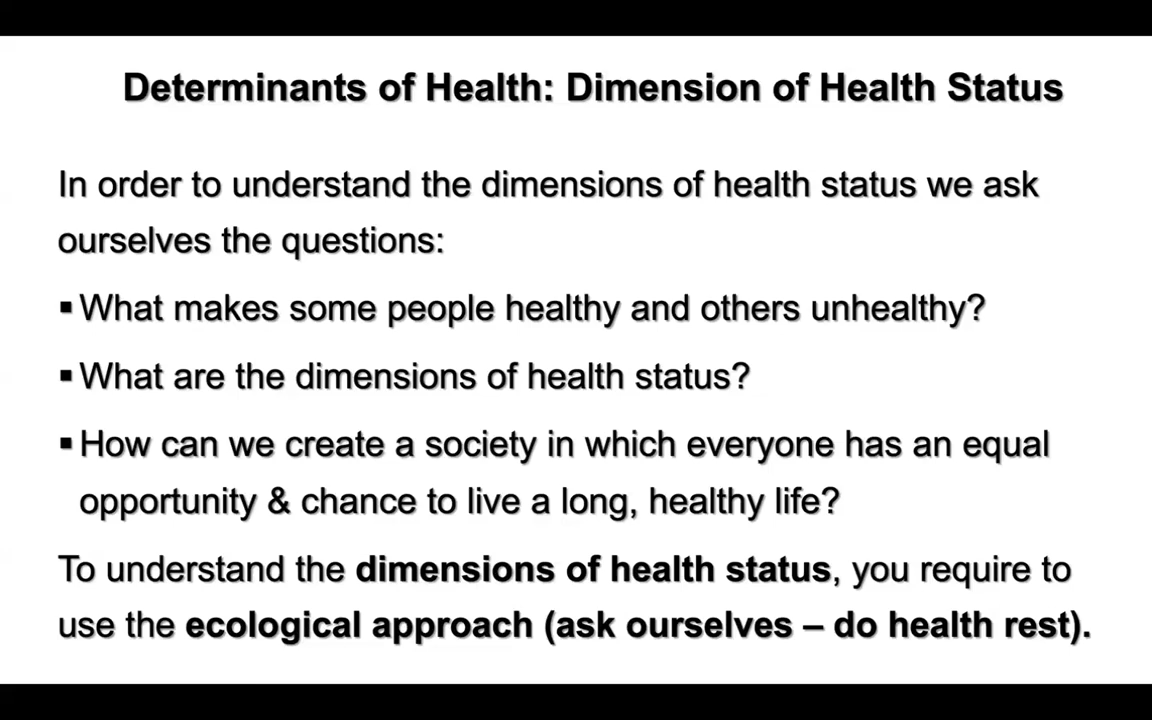 Determinants of Health: Dimension of Health Status
In order to understand the dimensions of health status we ask
ourselves the questions:
▪ What makes some people healthy and others unhealthy?
▪ What are the dimensions of health status?
▪ How can we create a society in which everyone has an equal
opportunity & chance to live a long, healthy life?
To understand the dimensions of health status, you require to
use the ecological approach (ask ourselves – do health rest).